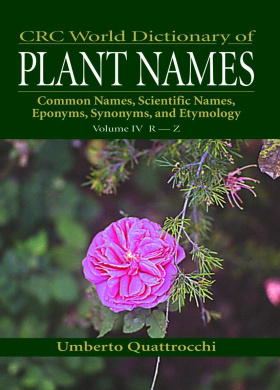 CRC World Dictionary of
PLANT NAMES
Common Names, Scientific Names,
Eponyms, Synonyms, and Etymology
Volume IV R — Z
Umberto Quattrocchi